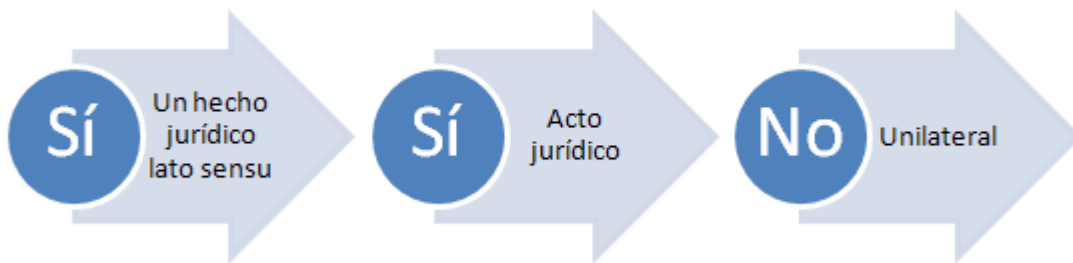 Sí
Un hecho
jurídico
lato sensu
Sí
Acto
jurídico
No
Unilateral